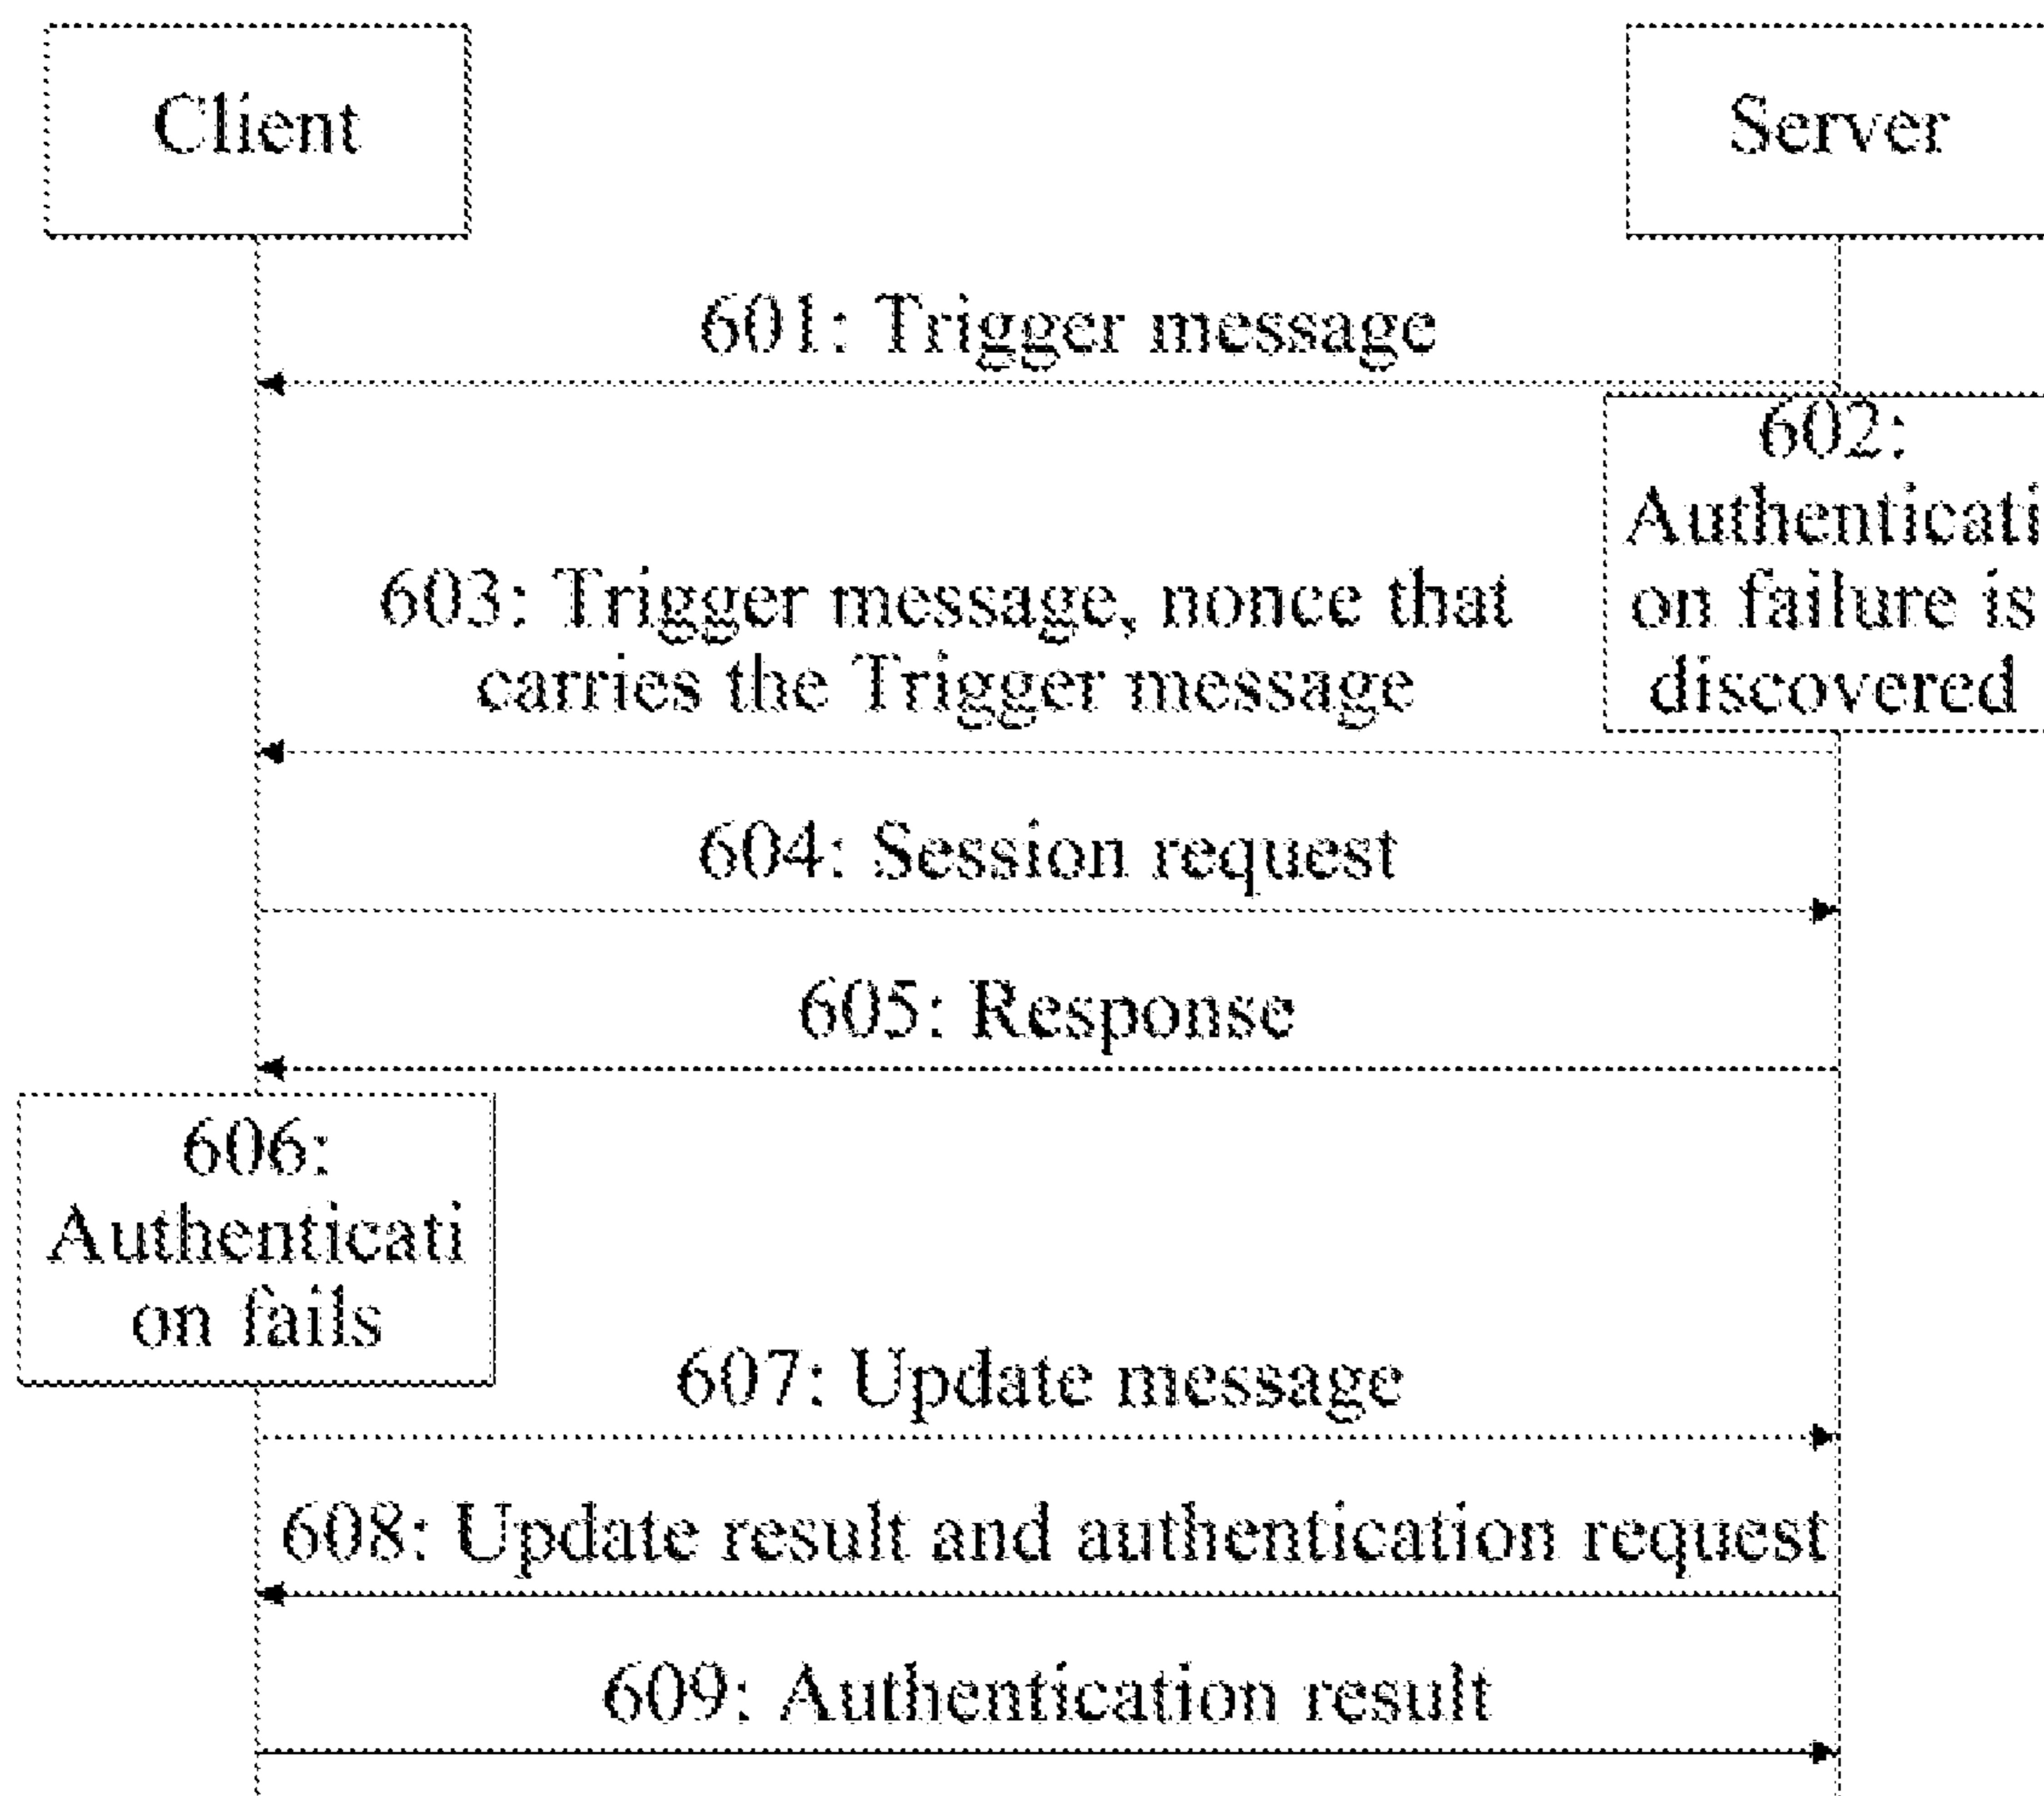 Client
Server
601: Trigger message
602:
Authenticati
on failure is
discovered
603: Trigger message, nonce that
carries the Trigger message
604: Session request
605: Response
606:
Authenticati
on fails
607: Update message
608: Update result and authentication request
609: Authentication result